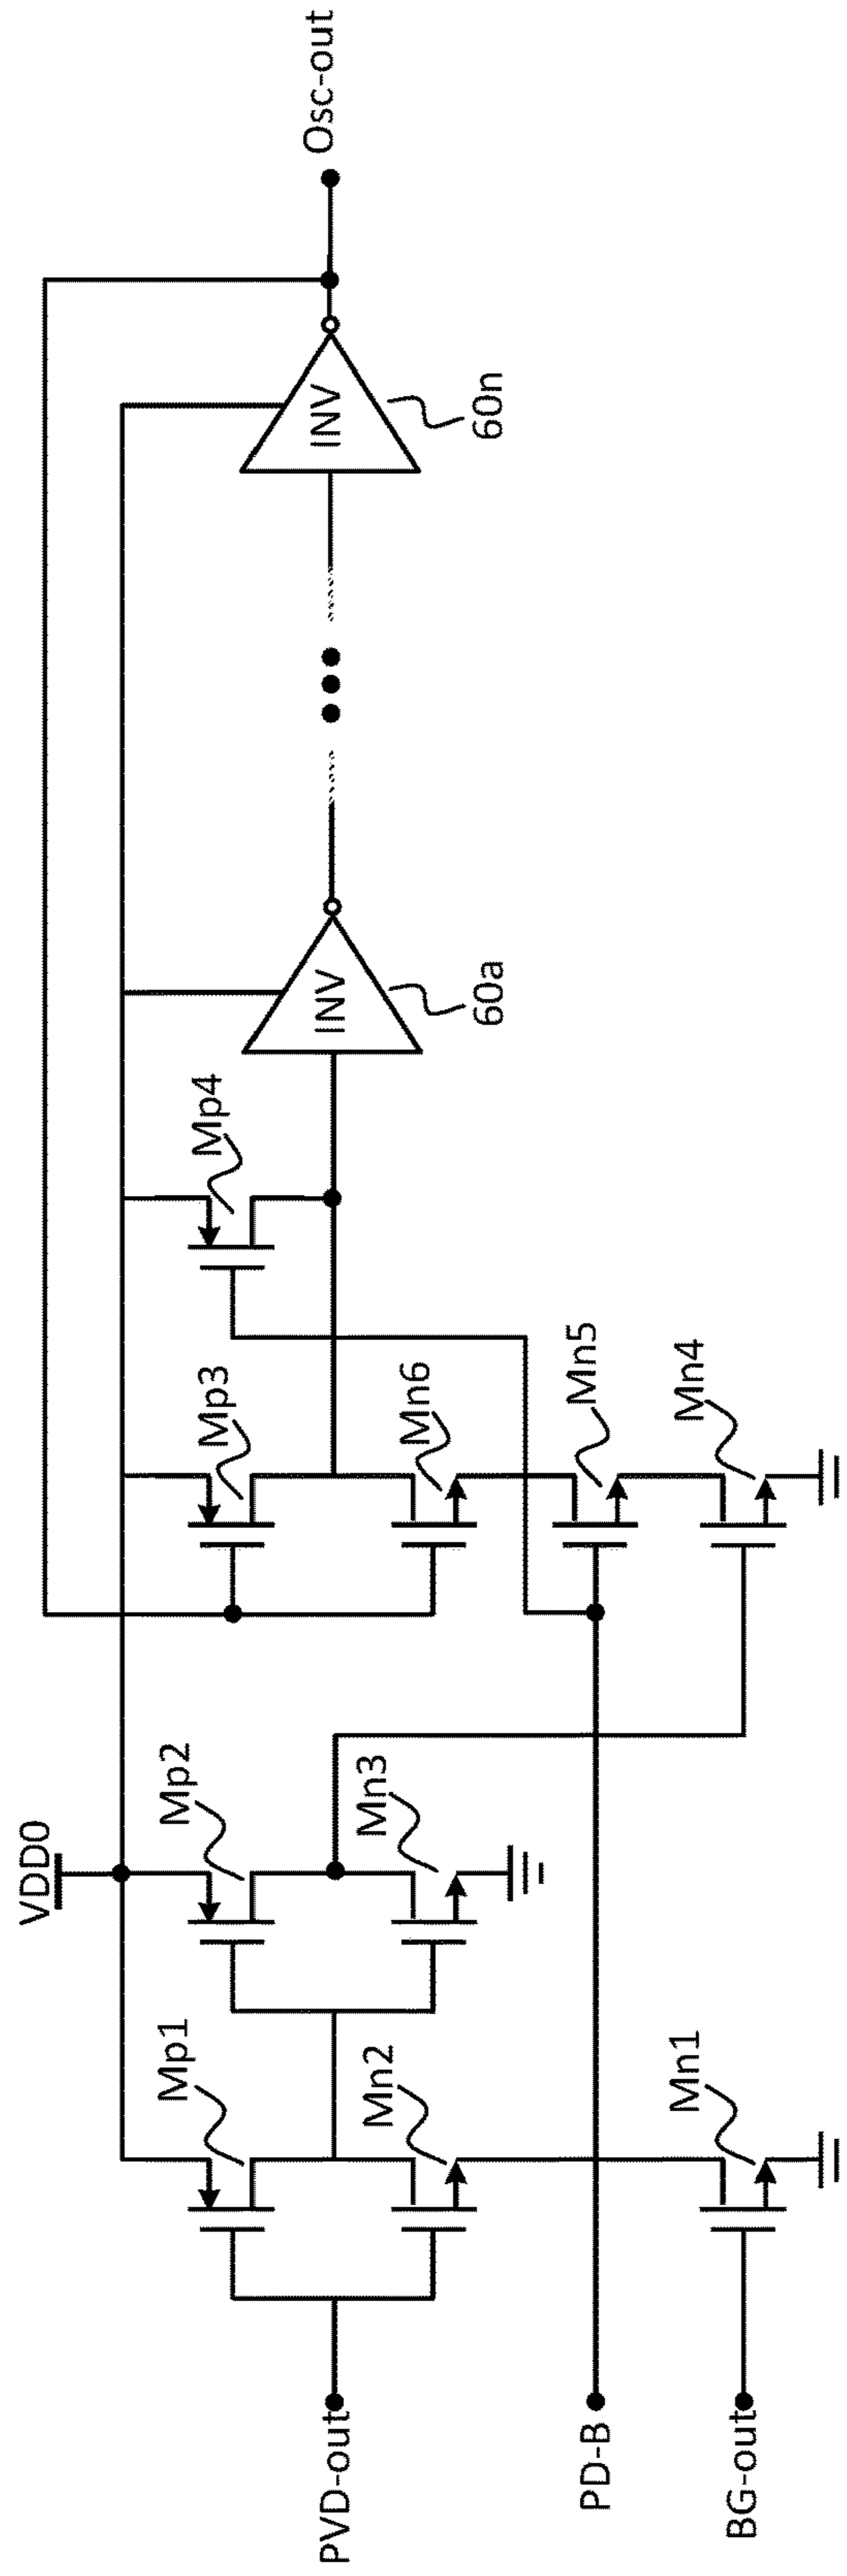 VDD0
Mp1
Mp2
Mp3
Mp4
PVD-out
Mn2
Mn3
Mn6
INV
INV
Osc-out
60a
60n
PD-B
Mn5
BG-out
Mn1
Mn4